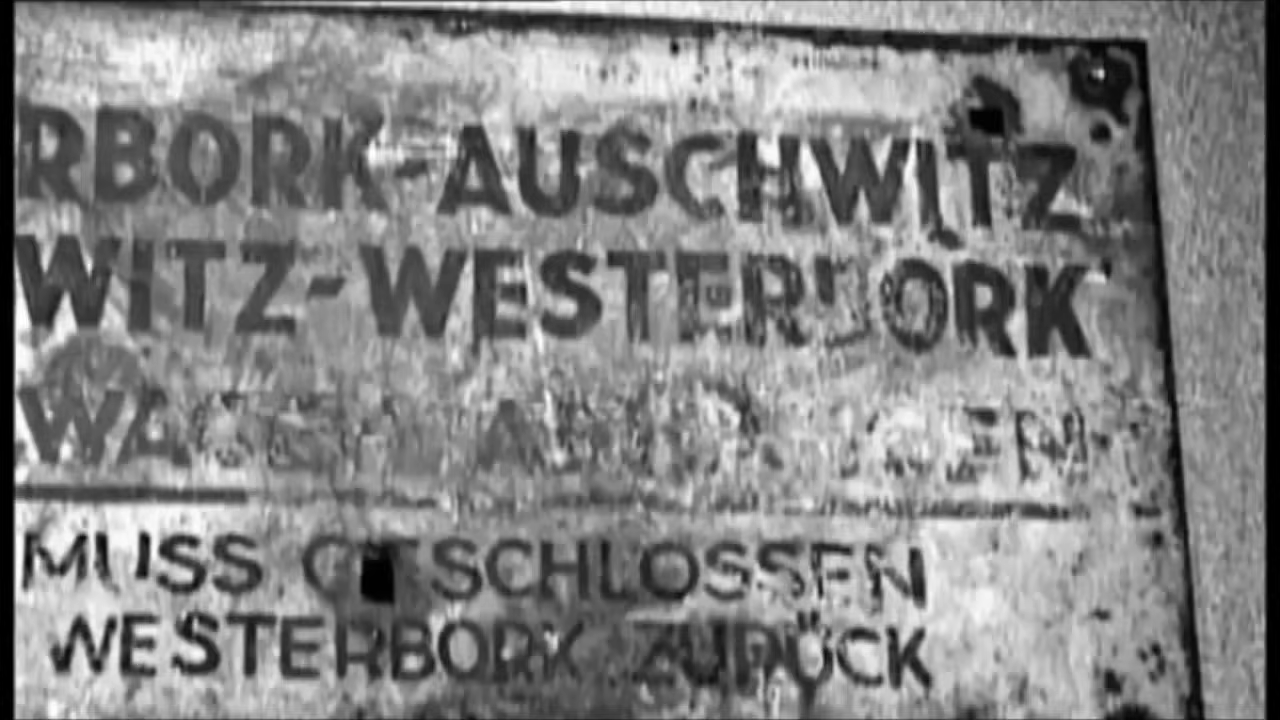 RBORK-AUSCHWITZ
WITZ-WESTERBORK
MUSS GESCHLOSSEN
WESTERBORK ZURÜCK